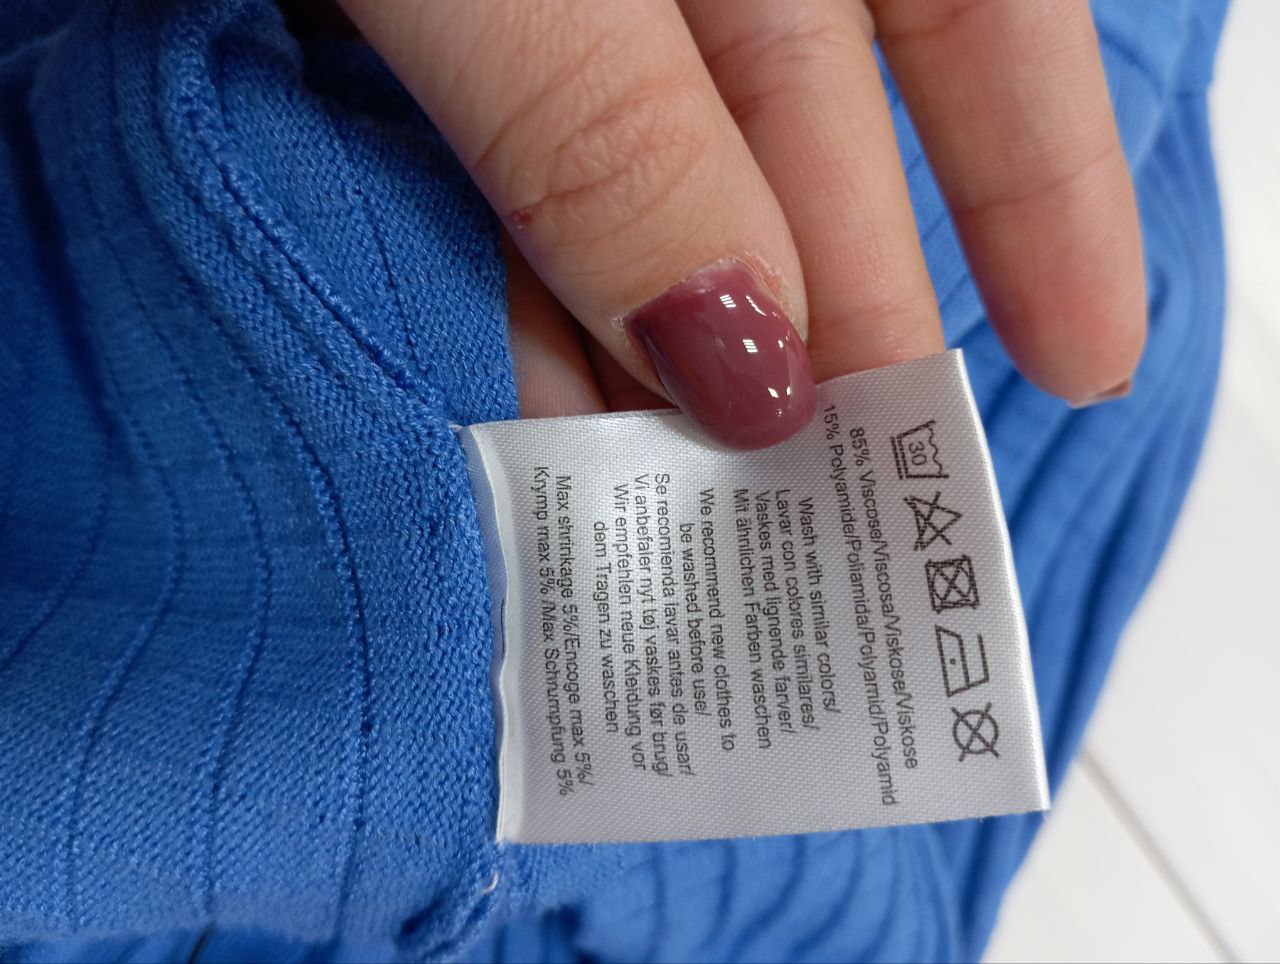 30
85% Viscose/Viscosa/Viskose/Viskose
15% Polyamide/Poliamida/Polyamid/Polyamid
Wash with similar colors/
Lavar con colores similares/
Vaskes med lignende farver/
Mit ähnlichen Farben waschen
We recommend new clothes to
be washed before use/
Se recomienda lavar antes de usar/
Vi anbefaler nyt tøj vaskes før brug/
Wir empfehlen neue Kleidung vor
dem Tragen zu waschen
Max shrinkage 5%/Encoge max 5%/
Krymp max 5% /Max Schrumpfung 5%